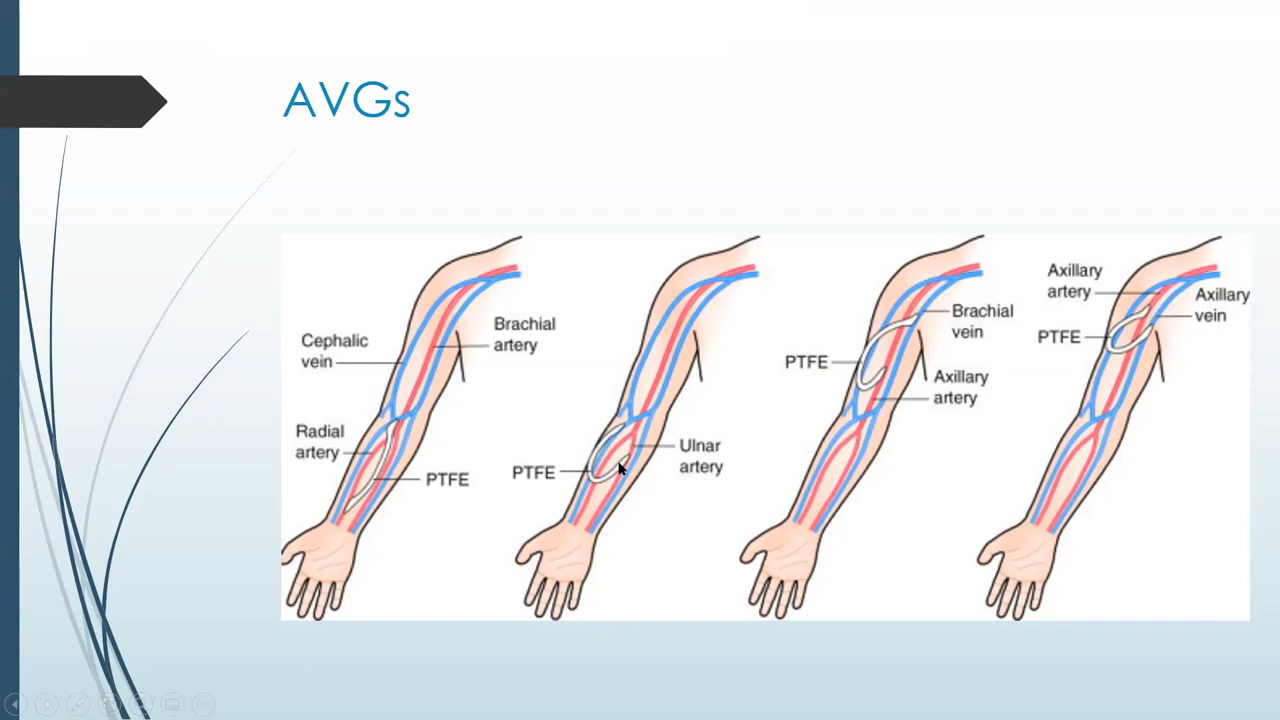 AVGs
Cephalic
vein
Brachial
artery
Radial
artery
PTFE
PTFE
Ulnar
artery
PTFE
Brachial
vein
Axillary
artery
Axillary
artery
PTFE
Axillary
vein